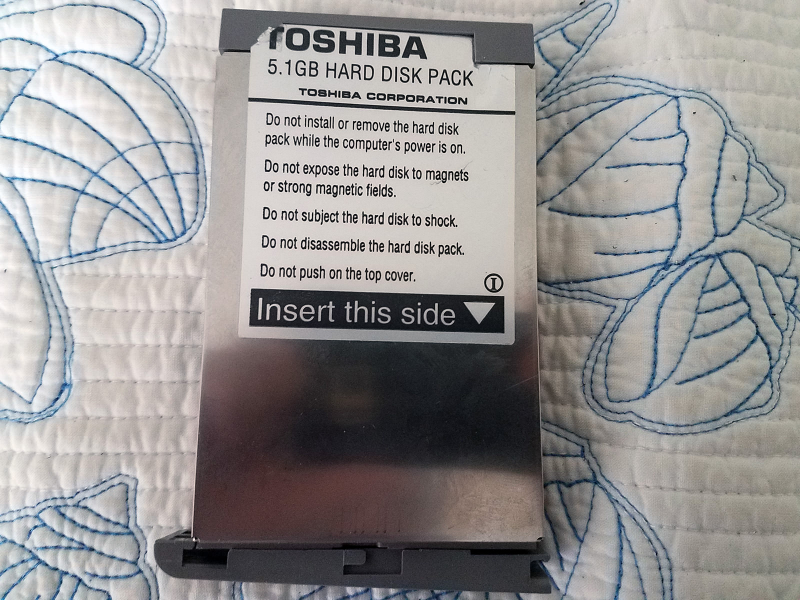 TOSHIBA
5.1GB HARD DISK PACK
TOSHIBA CORPORATION
Do not install or remove the hard disk
pack while the computer's power is on.
Do not expose the hard disk to magnets
or strong magnetic fields.
Do not subject the hard disk to shock.
Do not disassemble the hard disk pack.
Do not push on the top cover.
I
Insert this side